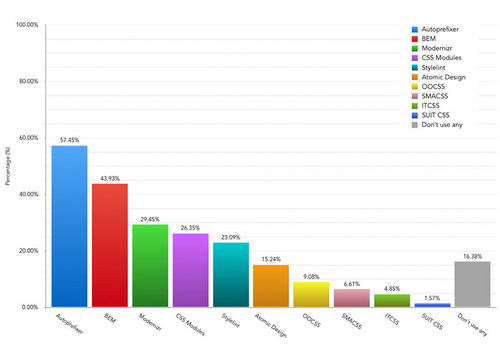 100.00%
80.00%
60.00%
40.00%
20.00%
0.00%
Percentage (%)
57.45%
43.93%
29.45%
26.35%
23.09%
15.24%
9.08%
6.61%
4.85%
1.57%
16.38%
Autoprefixer
BEM
Modernizr
CSS Modules
Stylelint
Atomic Design
OOCSS
SMACSS
ITCSS
SUIT CSS
Don't use any
Autoprefixer
BEM
Modernizr
CSS Modules
Stylelint
Atomic Design
OOCSS
SMACSS
ITCSS
SUIT CSS
Don't use any